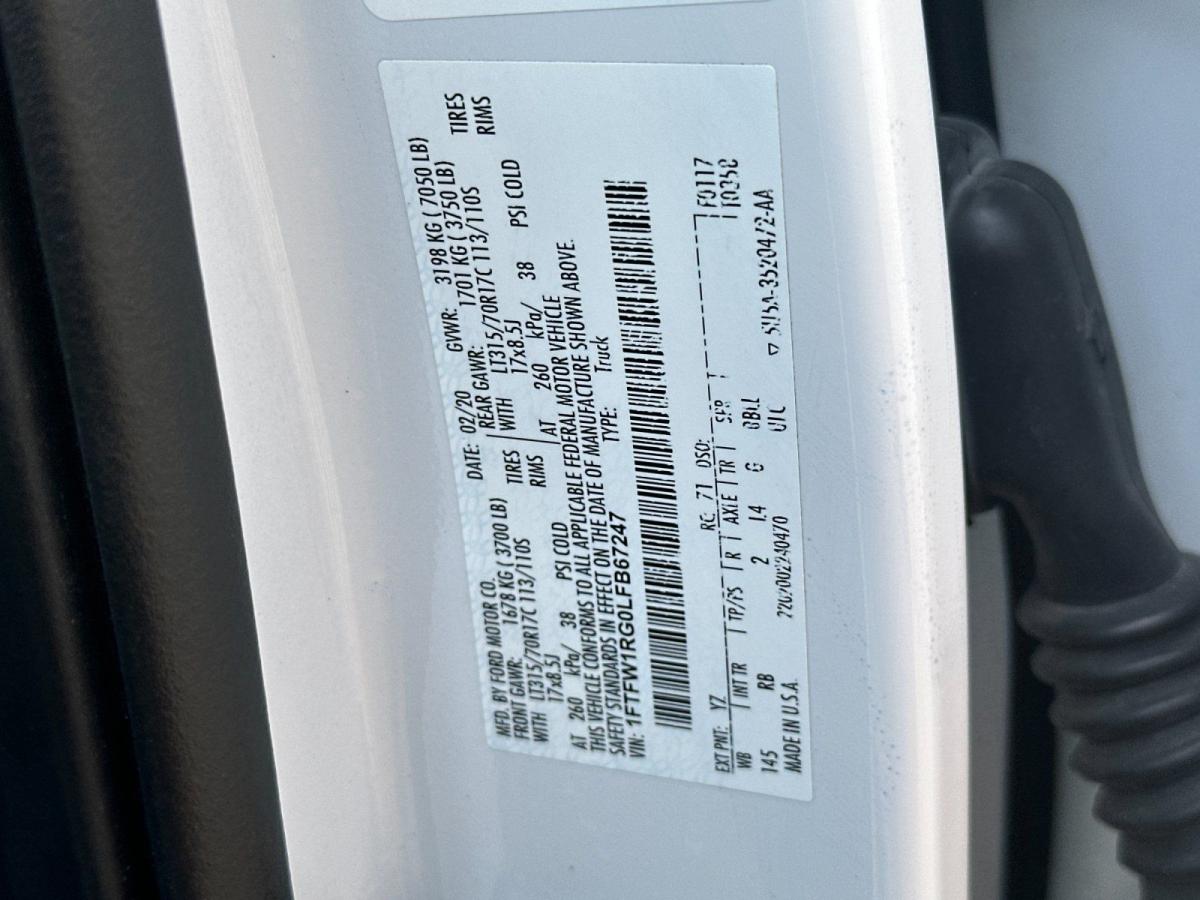 MFD. BY FORD MOTOR CO.
DATE: 02/20 GVWR: 3198 KG ( 7050 LB)
FRONT GAWR: 1678 KG ( 3700 LB) REAR GAWR: 1701 KG ( 3750 LB)
WITH LT315/70R17C 113/110S TIRES WITH LT315/70R17C 113/110S TIRES
17x8.5J RIMS 17x8.5J RIMS
AT 260 kPa/ 38 PSI COLD AT 260 kPa/ 38 PSI COLD
THIS VEHICLE CONFORMS TO ALL APPLICABLE FEDERAL MOTOR VEHICLE
SAFETY STANDARDS IN EFFECT ON THE DATE OF MANUFACTURE SHOWN ABOVE.
VIN: 1FTFW1RG0LFB67247 TYPE: Truck
EXT PNT: YZ RC: 71 DSO: F0117
WB INT TR TP/PS R AXLE TR SPR
145 RB 2 L4 G
MADE IN U.S.A.